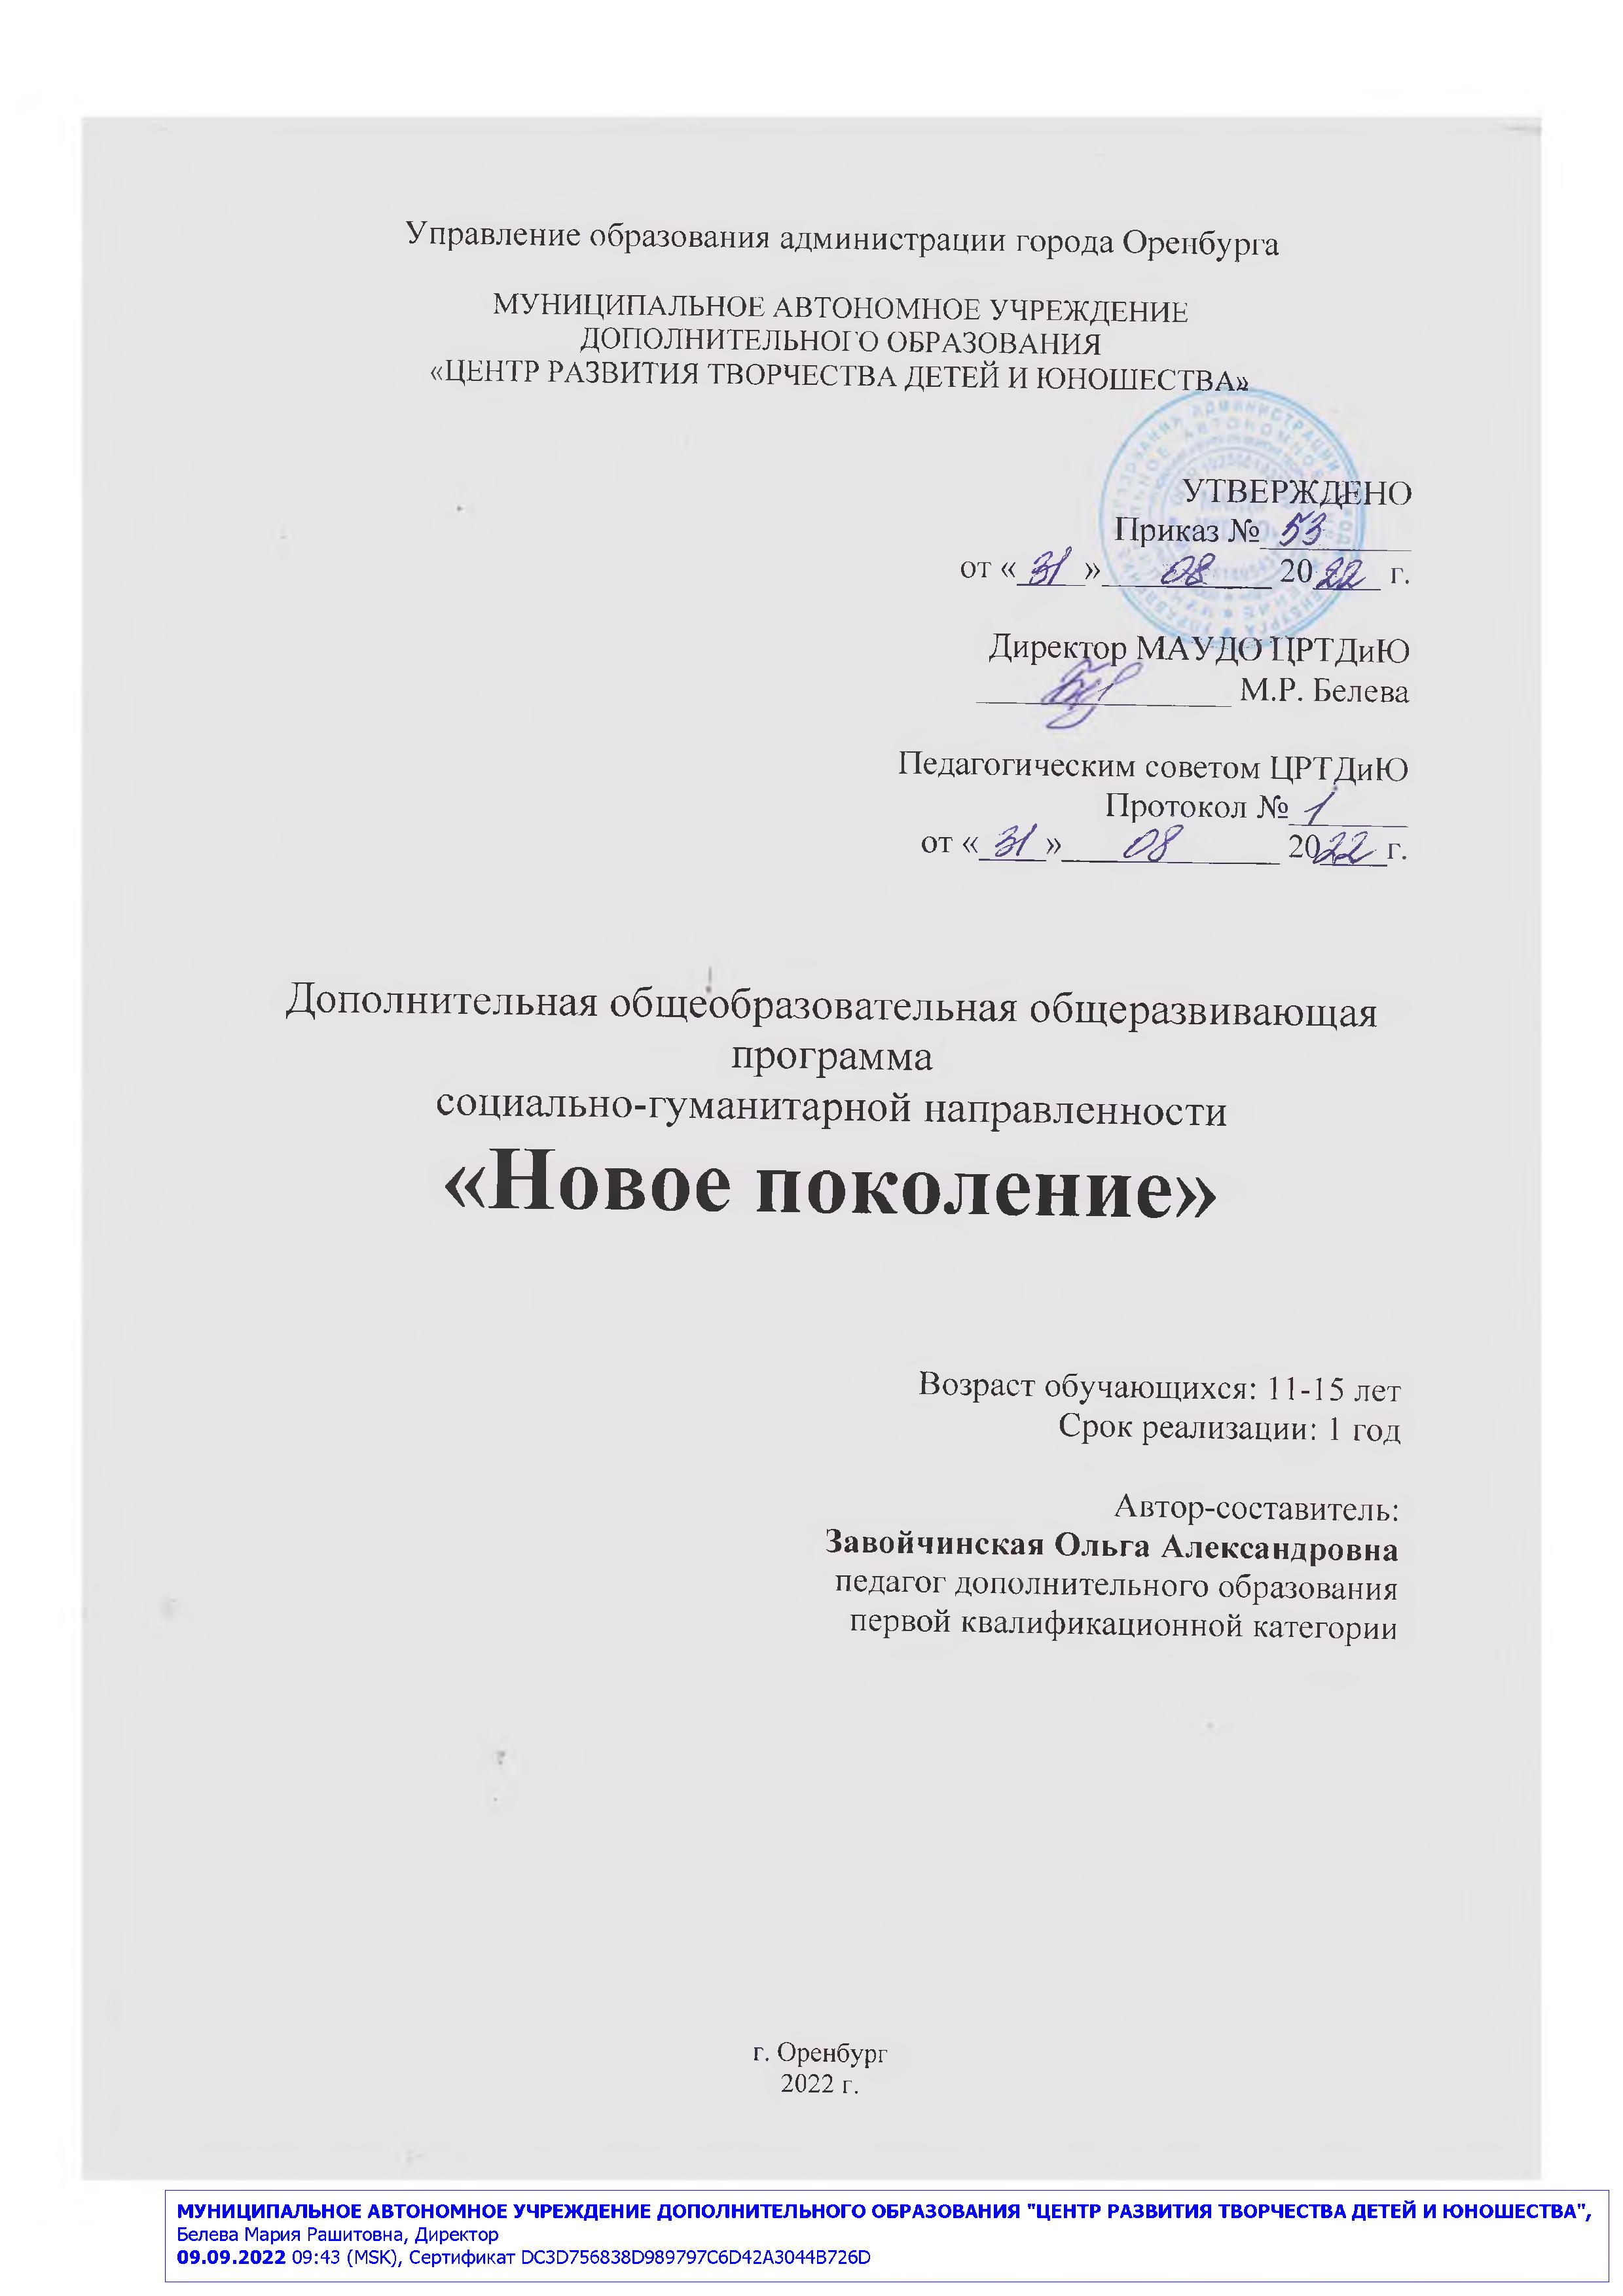 Управление образования администрации города Оренбурга
МУНИЦИПАЛЬНОЕ АВТОНОМНОЕ УЧРЕЖДЕНИЕ
ДОПОЛНИТЕЛЬНОГО ОБРАЗОВАНИЯ
«ЦЕНТР РАЗВИТИЯ ТВОРЧЕСТВА ДЕТЕЙ И ЮНОШЕСТВА»
УТВЕРЖДЕНО
Приказ № 53
от « 31 » 08 2022 г.
Директор МАУДО ЦРТДиЮ
М.Р. Белева
Педагогическим советом ЦРТДиЮ
Протокол № 1
от « 31 » 08 2022 г.
Дополнительная общеобразовательная общеразвивающая
программа
социально-гуманитарной направленности
«Новое поколение»
Возраст обучающихся: 11-15 лет
Срок реализации: 1 год
Автор-составитель:
Завойчинская Ольга Александровна
педагог дополнительного образования
первой квалификационной категории
г. Оренбург
2022 г.
МУНИЦИПАЛЬНОЕ АВТОНОМНОЕ УЧРЕЖДЕНИЕ ДОПОЛНИТЕЛЬНОГО ОБРАЗОВАНИЯ "ЦЕНТР РАЗВИТИЯ ТВОРЧЕСТВА ДЕТЕЙ И ЮНОШЕСТВА",
Белева Мария Рашитовна, Директор
09.09.2022 09:43 (MSK), Сертификат DC3D756838D989797C6D42A3044B726D